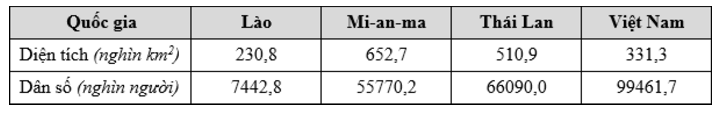 Quốc gia Lào Mi-an-ma Thái Lan Việt Nam
Diện tích (nghìn km²) 230,8 652,7 510,9 331,3
Dân số (nghìn người) 7442,8 55770,2 66090,0 99461,7